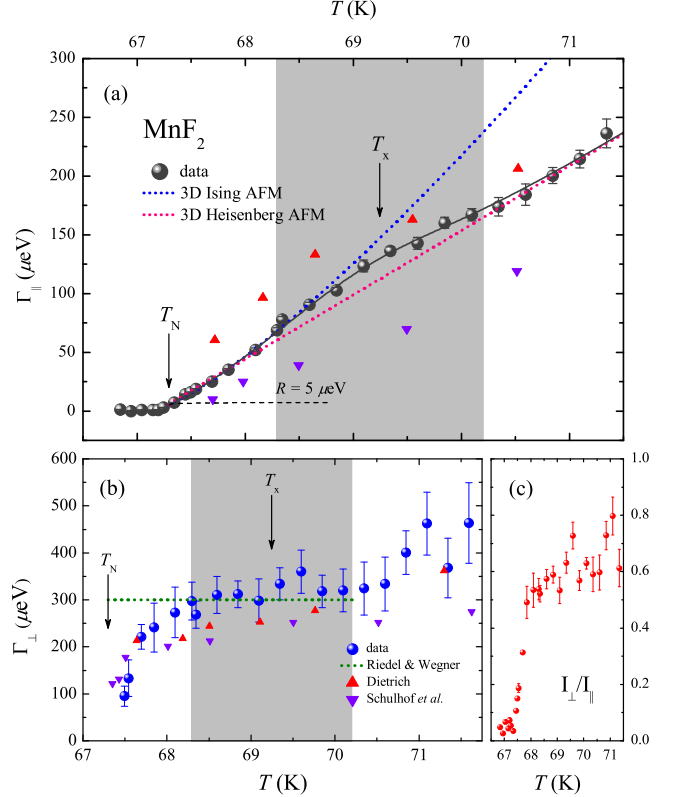 T (K)
67 68 69 70 71
300
250
200
150
100
50
0
Γ∥ (μeV)
(a)
MnF2
data
3D Ising AFM
3D Heisenberg AFM
Tx
TN
R = 5 μeV
600
500
400
300
200
100
0
Γ⊥ (μeV)
(b)
TN
Tx
data
Riedel & Wegner
Dietrich
Schulhof et al.
67 68 69 70 71
T (K)
(c)
1.0
0.8
0.6
0.4
0.2
0.0
I⊥/I∥
67 68 69 70 71
T (K)